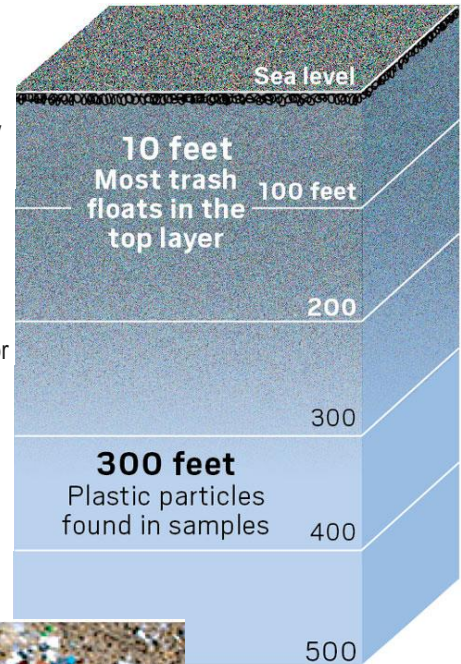 Sea level
10 feet
Most trash
floats in the
top layer
100 feet
200
or
300
300 feet
Plastic particles
found in samples
400
500